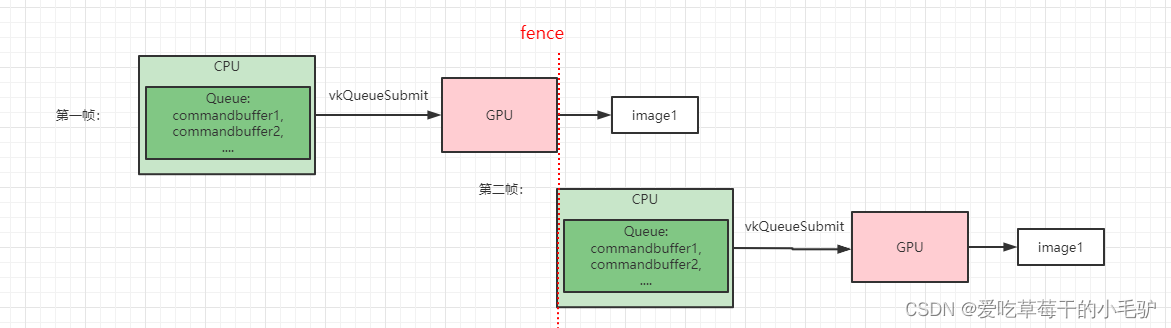 fence
CPU
Queue:
commandbuffer1,
commandbuffer2,
....
vkQueueSubmit
GPU
image1
第一帧:
第二帧:
CPU
Queue:
commandbuffer1,
commandbuffer2,
....
vkQueueSubmit
GPU
image1
CSDN @爱吃草莓干的小毛驴